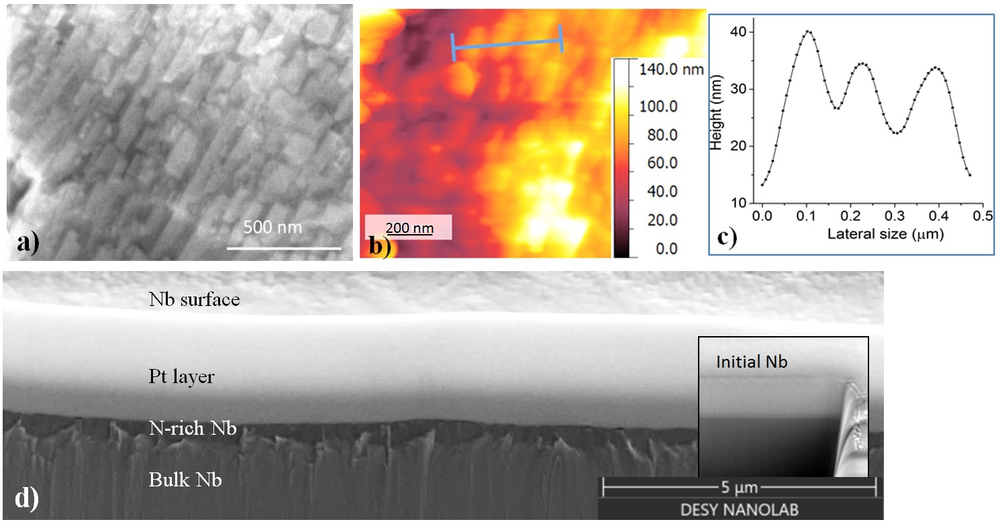 a)
500 nm
b)
200 nm
140.0 nm
100.0
80.0
60.0
40.0
20.0
0.0
c)
Height (nm)
40
30
20
10
0.0 0.1 0.2 0.3 0.4 0.5
Lateral size (μm)
d)
Nb surface
Pt layer
N-rich Nb
Bulk Nb
Initial Nb
5 μm
DESY NANOLAB